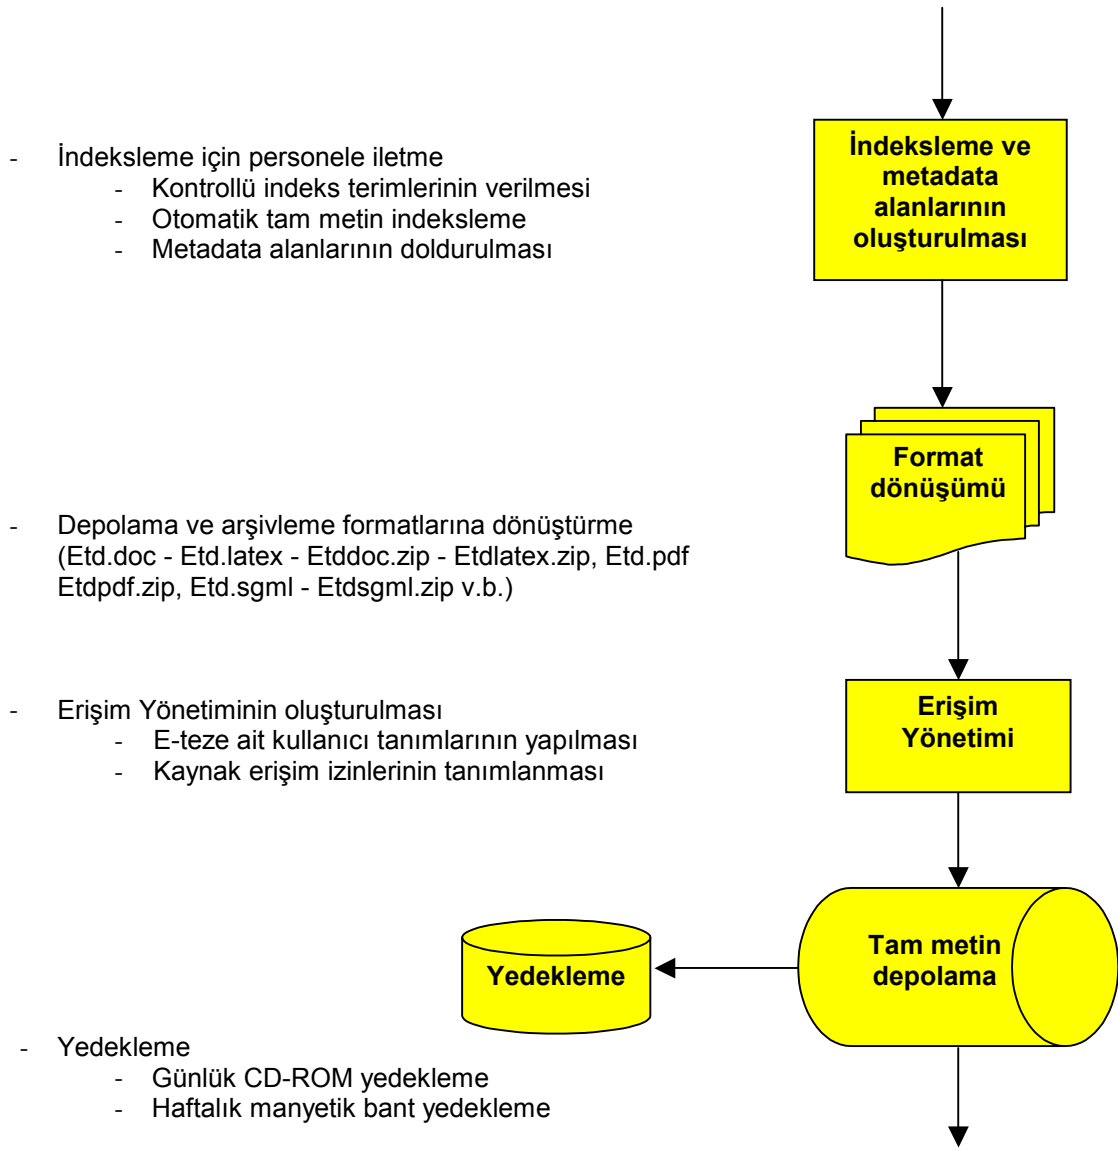 İndeksleme ve
metadata
alanlarının
oluşturulması
- İndeksleme için personele iletme
- Kontrollü indeks terimlerinin verilmesi
- Otomatik tam metin indeksleme
- Metadata alanlarının doldurulması
Format
dönüşümü
- Depolama ve arşivleme formatlarına dönüştürme
(Etd.doc - Etd.latex - Etddoc.zip - Etdlatex.zip, Etd.pdf
Etdpdf.zip, Etd.sgml - Etdsgml.zip v.b.)
- Erişim Yönetiminin oluşturulması
- E-teze ait kullanıcı tanımlarının yapılması
- Kaynak erişim izinlerinin tanımlanması
Erişim
Yönetimi
Tam metin
depolama
Yedekleme
- Yedekleme
- Günlük CD-ROM yedekleme
- Haftalık manyetik bant yedekleme